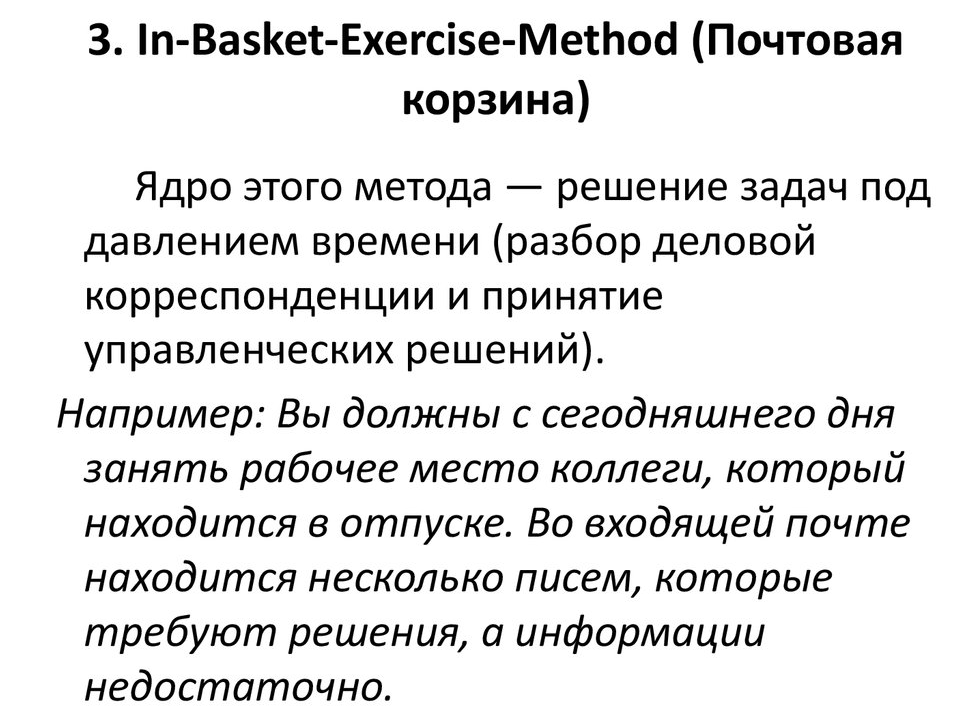 3. In-Basket-Exercise-Method (Почтовая
корзина)
Ядро этого метода — решение задач под
давлением времени (разбор деловой
корреспонденции и принятие
управленческих решений).
Например: Вы должны с сегодняшнего дня
занять рабочее место коллеги, который
находится в отпуске. Во входящей почте
находится несколько писем, которые
требуют решения, а информации
недостаточно.